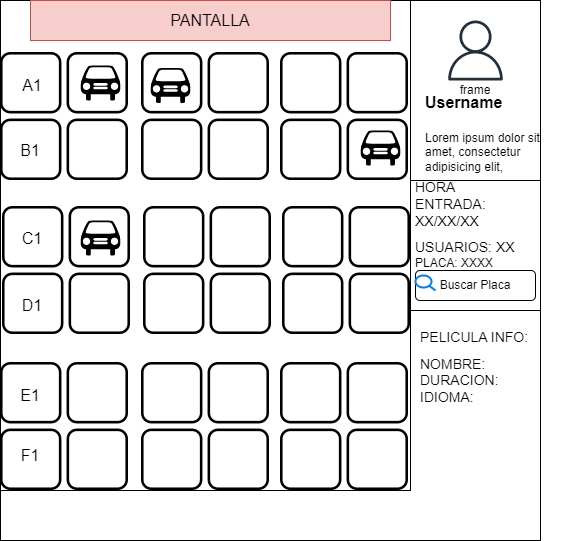 PANTALLA
A1
B1
C1
D1
E1
F1
frame
Username
Lorem ipsum dolor sit
amet, consectetur
adipisicing elit,
HORA
ENTRADA:
XX/XX/XX
USUARIOS: XX
PLACA: XXXX
Buscar Placa
PELICULA INFO:
NOMBRE:
DURACION:
IDIOMA: